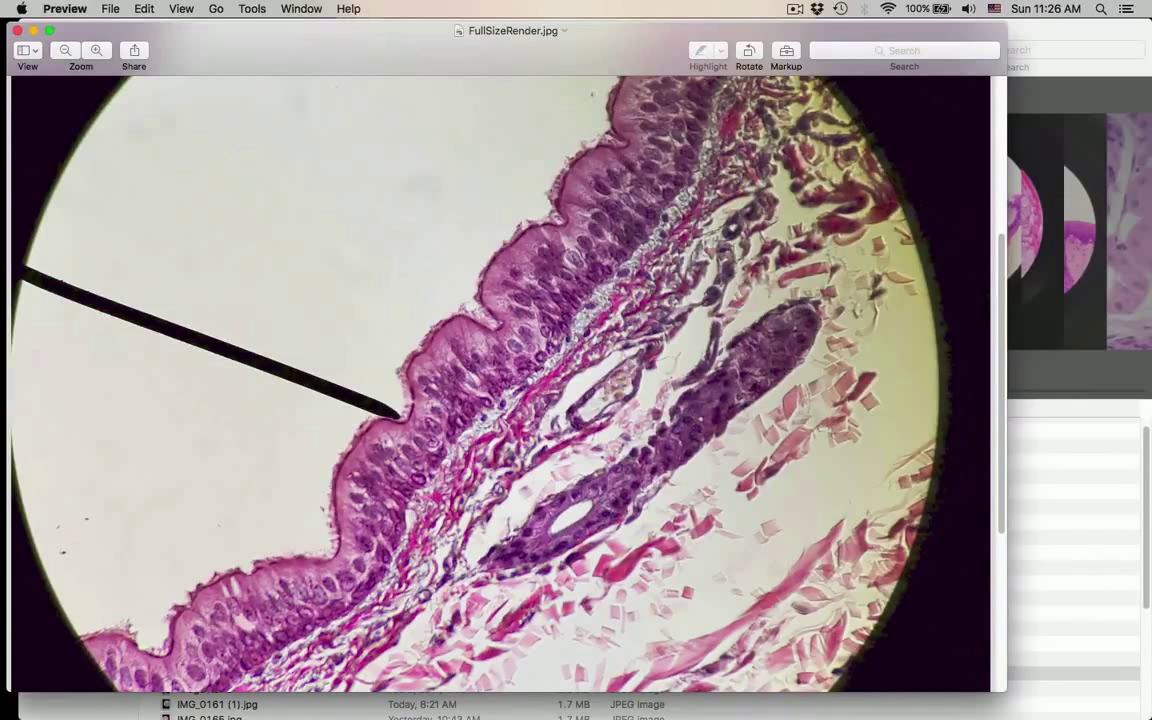 Preview File Edit View Go Tools Window Help 100% Sun 11:26 AM
FullSizeRender.jpg
Search
View Zoom Share Highlight Rotate Markup Search
IMG_0161 (1).jpg Today, 8:21 AM 1.7 MB JPEG image
IMG_0165.jpg Yesterday, 10:43 AM 1.7 MB JPEG image